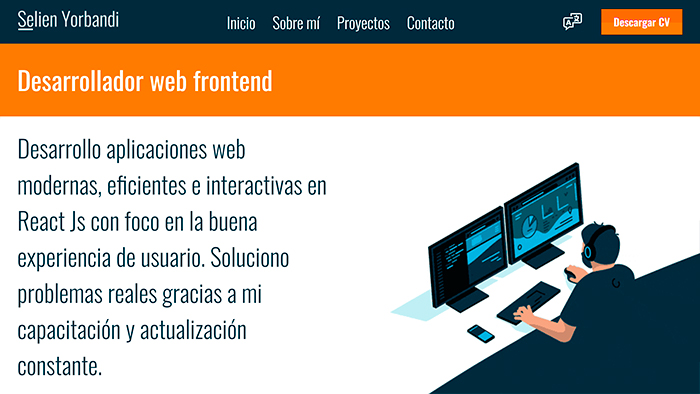 Selien Yorbandi
Inicio Sobre mí Proyectos Contacto
Descargar CV
Desarrollador web frontend
Desarrollo aplicaciones web
modernas, eficientes e interactivas en
React Js con foco en la buena
experiencia de usuario. Soluciono
problemas reales gracias a mi
capacitación y actualización
constante.